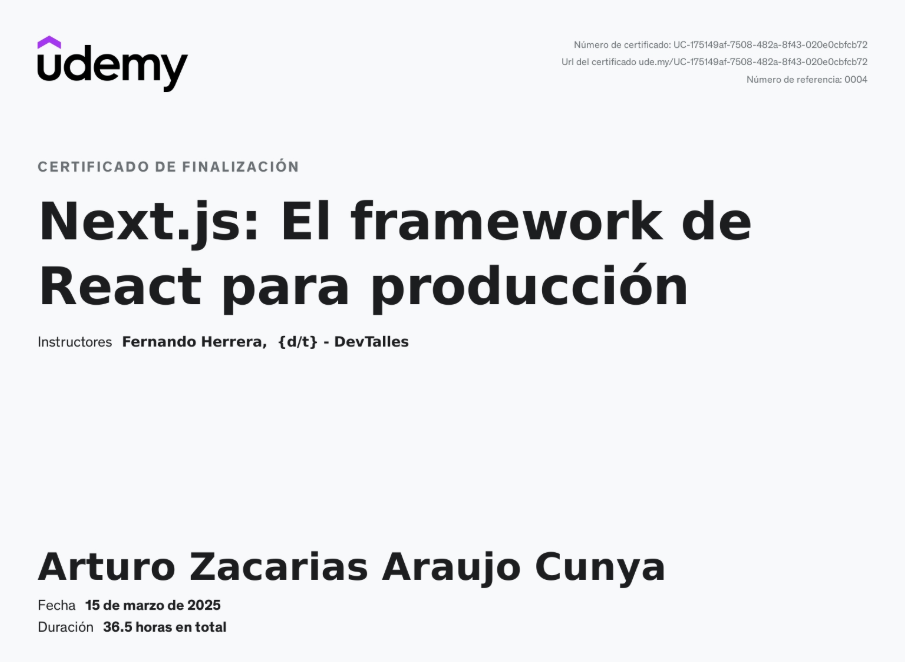 udemy
Número de certificado: UC-175149af-7508-482a-8f43-020e0cbfcb72
Url del certificado ude.my/UC-175149af-7508-482a-8f43-020e0cbfcb72
Número de referencia: 0004
CERTIFICADO DE FINALIZACIÓN
Next.js: El framework de
React para producción
Instructores Fernando Herrera, {d/t} - DevTalles
Arturo Zacarias Araujo Cunya
Fecha 15 de marzo de 2025
Duración 36.5 horas en total